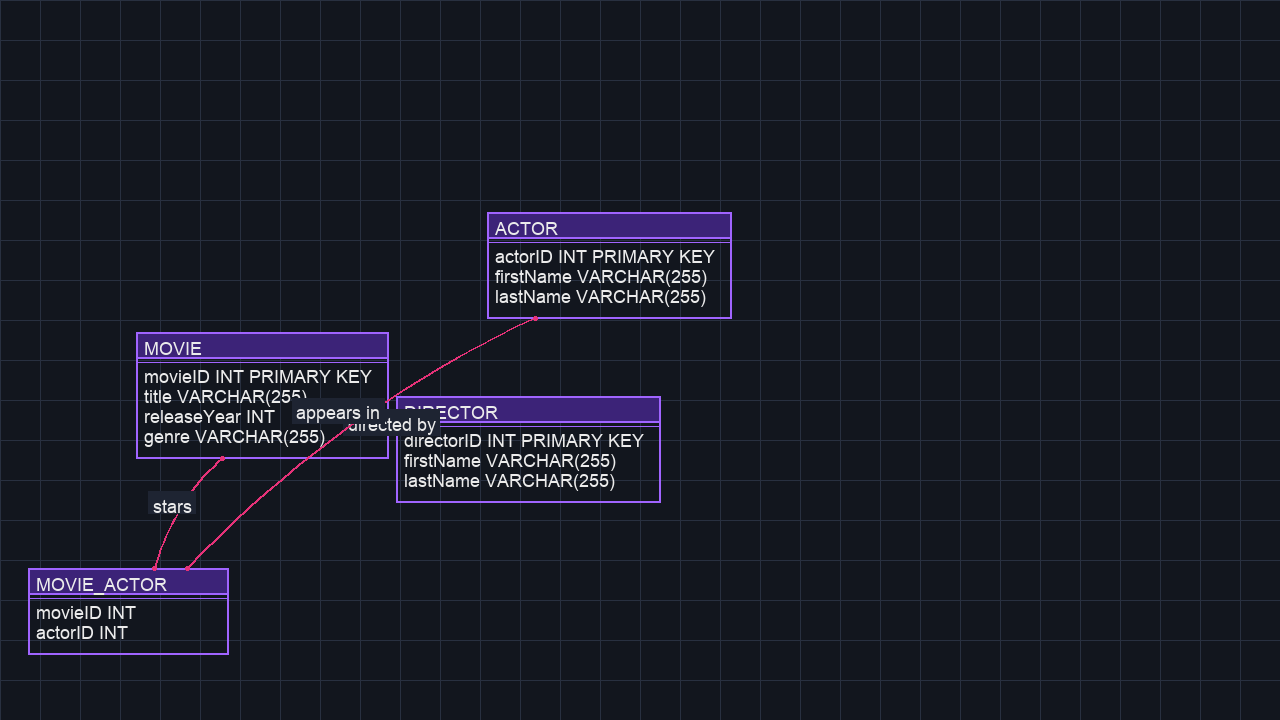 ACTOR
actorID INT PRIMARY KEY
firstName VARCHAR(255)
lastName VARCHAR(255)
MOVIE
movieID INT PRIMARY KEY
title VARCHAR(255)
releaseYear INT
genre VARCHAR(255)
appears in
directed by
DIRECTOR
directorID INT PRIMARY KEY
firstName VARCHAR(255)
lastName VARCHAR(255)
stars
MOVIE_ACTOR
movieID INT
actorID INT